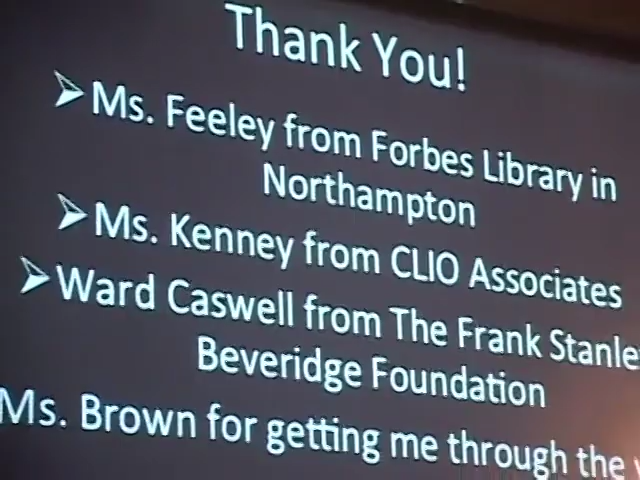 Thank You!
Ms. Feeley from Forbes Library in
Northampton
Ms. Kenney from CLIO Associates
Ward Caswell from The Frank
Beveridge Foundation
Ms. Brown for getting me through the